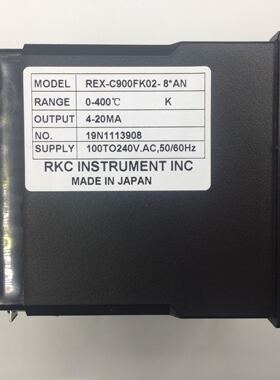 MODEL REX-C900FK02- 8*AN
RANGE 0-400℃ K
OUTPUT 4-20MA
NO. 19N1113908
SUPPLY 100TO240V.AC,50/60Hz
RKC INSTRUMENT INC
MADE IN JAPAN